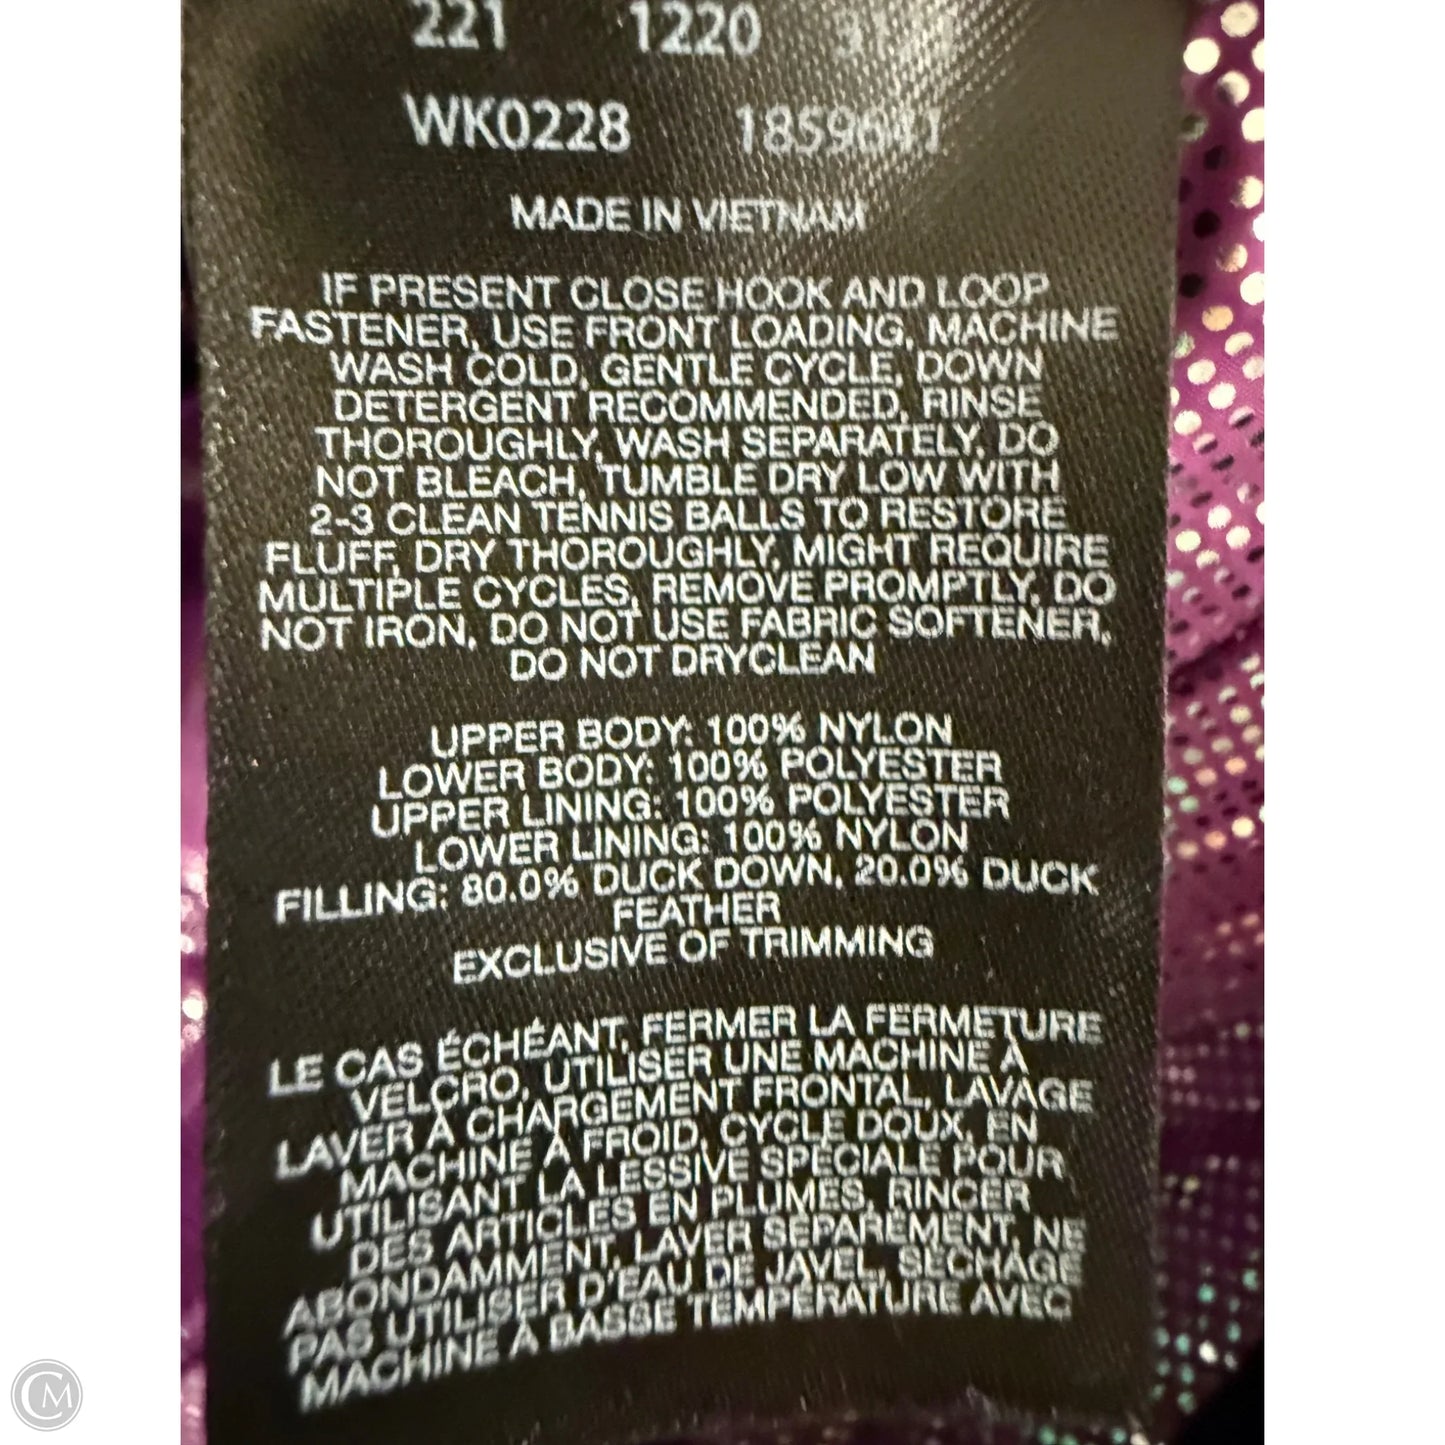 221 1220
WK0228 1859641
MADE IN VIETNAM
IF PRESENT CLOSE HOOK AND LOOP
FASTENER, USE FRONT LOADING, MACHINE
WASH COLD, GENTLE CYCLE, DOWN
DETERGENT RECOMMENDED, RINSE
THOROUGHLY, WASH SEPARATELY, DO
NOT BLEACH, TUMBLE DRY LOW WITH
2-3 CLEAN TENNIS BALLS TO RESTORE
FLUFF, DRY THOROUGHLY, MIGHT REQUIRE
MULTIPLE CYCLES, REMOVE PROMPTLY, DO
NOT IRON, DO NOT USE FABRIC SOFTENER,
DO NOT DRYCLEAN
UPPER BODY: 100% NYLON
LOWER BODY: 100% POLYESTER
UPPER LINING: 100% POLYESTER
LOWER LINING: 100% NYLON
FILLING: 80.0% DUCK DOWN, 20.0% DUCK
FEATHER
EXCLUSIVE OF TRIMMING
LE CAS ÉCHÉANT, FERMER LA FERMETURE
VELCRO, UTILISER UNE MACHINE À
LAVER À CHARGEMENT FRONTAL, LAVAGE
MACHINE À FROID, CYCLE DOUX, EN
UTILISANT LA LESSIVE SPÉCIALE POUR
DES ARTICLES EN PLUMES, RINCER
ABONDAMMENT, LAVER SÉPARÉMENT, NE
PAS UTILISER D'EAU DE JAVEL, SÉCHAGE
MACHINE À BASSE TEMPÉRATURE AVEC
CM